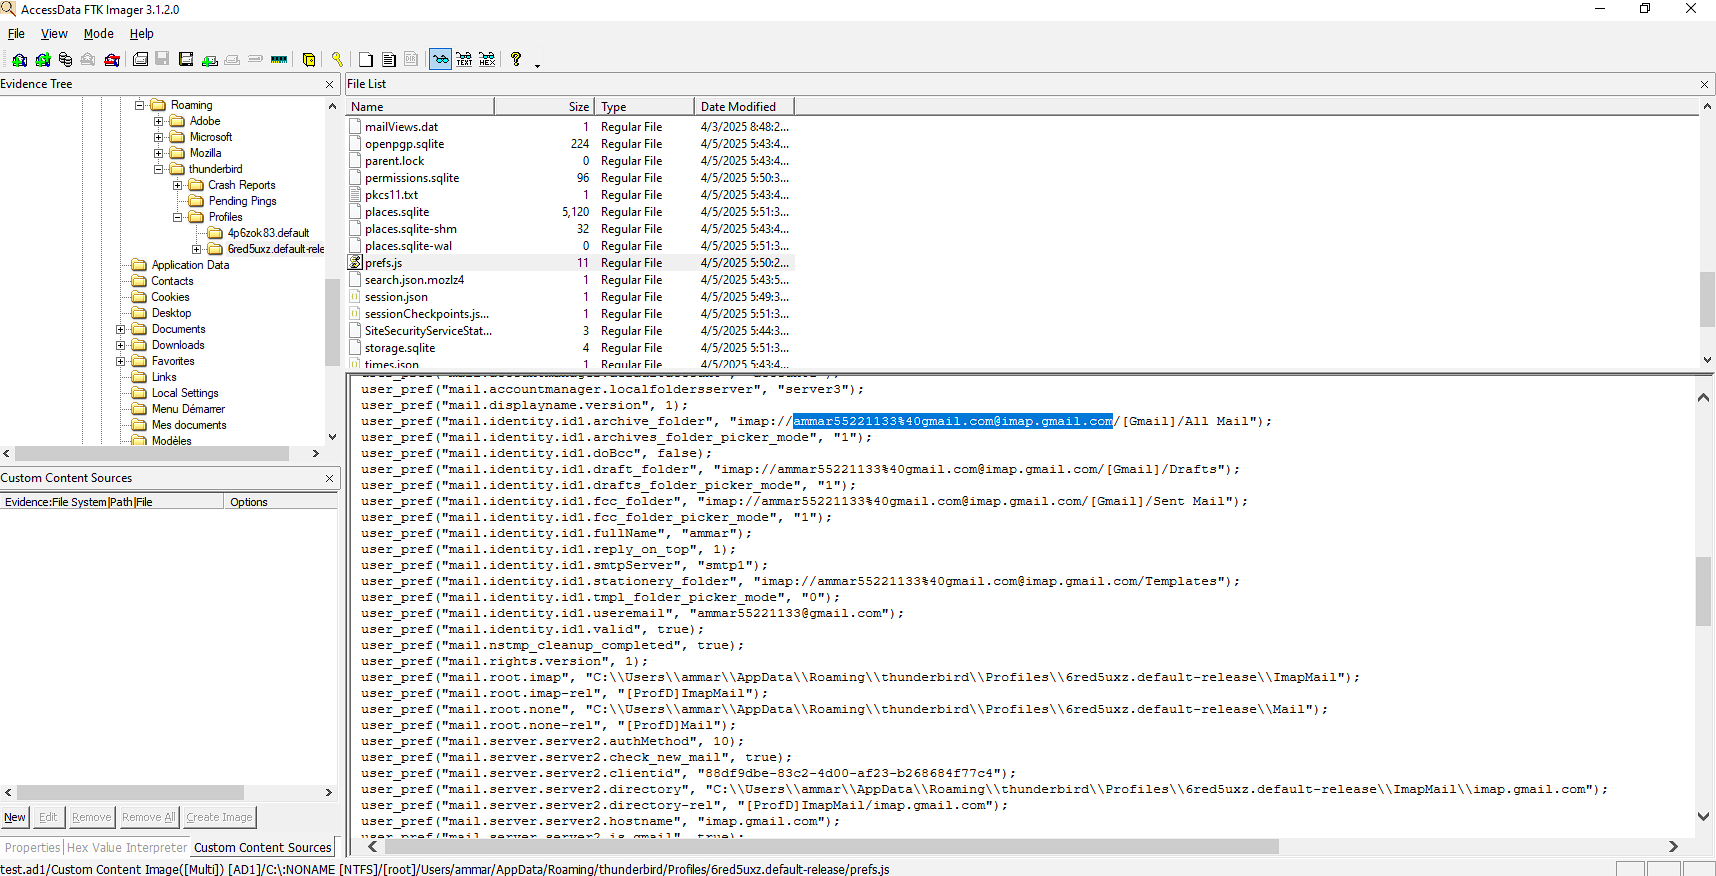 AccessData FTK Imager 3.1.2.0
File View Mode Help
Evidence Tree
Roaming
Adobe
Microsoft
Mozilla
thunderbird
Crash Reports
Pending Pings
Profiles
4p6zok83.default
6red5uxz.default-rele
Application Data
Contacts
Cookies
Desktop
Documents
Downloads
Favorites
Links
Local Settings
Menu Démarrer
Mes documents
Modèles
Custom Content Sources
Evidence:File System|Path|File Options
New Edit Remove Remove All Create Image
Properties Hex Value Interpreter Custom Content Sources
File List
Name Size Type Date Modified
mailViews.dat 1 Regular File 4/3/2025 8:48:2...
openpgp.sqlite 224 Regular File 4/5/2025 5:43:4...
parent.lock 0 Regular File 4/5/2025 5:43:4...
permissions.sqlite 96 Regular File 4/5/2025 5:50:3...
pkcs11.txt 1 Regular File 4/5/2025 5:43:4...
places.sqlite 5,120 Regular File 4/5/2025 5:51:3...
places.sqlite-shm 32 Regular File 4/5/2025 5:43:4...
places.sqlite-wal 0 Regular File 4/5/2025 5:51:3...
prefs.js 11 Regular File 4/5/2025 5:50:2...
search.json.mozlz4 1 Regular File 4/5/2025 5:43:5...
session.json 1 Regular File 4/5/2025 5:49:3...
sessionCheckpoints.js... 1 Regular File 4/5/2025 5:51:3...
SiteSecurityServiceStat... 3 Regular File 4/5/2025 5:44:3...
storage.sqlite 4 Regular File 4/5/2025 5:51:3...
times.json 1 Regular File 4/5/2025 5:43:4...
user_pref("mail.accountmanager.localfoldersserver", "server3");
user_pref("mail.displayname.version", 1);
user_pref("mail.identity.id1.archive_folder", "imap://ammar55221133%40gmail.com@imap.gmail.com/[Gmail]/All Mail");
user_pref("mail.identity.id1.archives_folder_picker_mode", "1");
user_pref("mail.identity.id1.doBcc", false);
user_pref("mail.identity.id1.draft_folder", "imap://ammar55221133%40gmail.com@imap.gmail.com/[Gmail]/Drafts");
user_pref("mail.identity.id1.drafts_folder_picker_mode", "1");
user_pref("mail.identity.id1.fcc_folder", "imap://ammar55221133%40gmail.com@imap.gmail.com/[Gmail]/Sent Mail");
user_pref("mail.identity.id1.fcc_folder_picker_mode", "1");
user_pref("mail.identity.id1.fullName", "ammar");
user_pref("mail.identity.id1.reply_on_top", 1);
user_pref("mail.identity.id1.smtpServer", "smtp1");
user_pref("mail.identity.id1.stationery_folder", "imap://ammar55221133%40gmail.com@imap.gmail.com/Templates");
user_pref("mail.identity.id1.tmpl_folder_picker_mode", "0");
user_pref("mail.identity.id1.useremail", "ammar55221133@gmail.com");
user_pref("mail.identity.id1.valid", true);
user_pref("mail.nstmp_cleanup_completed", true);
user_pref("mail.rights.version", 1);
user_pref("mail.root.imap", "C:\\Users\\ammar\\AppData\\Roaming\\thunderbird\\Profiles\\6red5uxz.default-release\\ImapMail");
user_pref("mail.root.imap-rel", "[ProfD]ImapMail");
user_pref("mail.root.none", "C:\\Users\\ammar\\AppData\\Roaming\\thunderbird\\Profiles\\6red5uxz.default-release\\Mail");
user_pref("mail.root.none-rel", "[ProfD]Mail");
user_pref("mail.server.server2.authMethod", 10);
user_pref("mail.server.server2.check_new_mail", true);
user_pref("mail.server.server2.clientid", "88df9dbe-83c2-4d00-af23-b268684f77c4");
user_pref("mail.server.server2.directory", "C:\\Users\\ammar\\AppData\\Roaming\\thunderbird\\Profiles\\6red5uxz.default-release\\ImapMail\\imap.gmail.com");
user_pref("mail.server.server2.directory-rel", "[ProfD]ImapMail/imap.gmail.com");
user_pref("mail.server.server2.hostname", "imap.gmail.com");
user_pref("mail.server.server2.is_gmail", true);
test.ad1/Custom Content Image([Multi]) [AD1]/C:\:NONAME [NTFS]/[root]/Users/ammar/AppData/Roaming/thunderbird/Profiles/6red5uxz.default-release/prefs.js